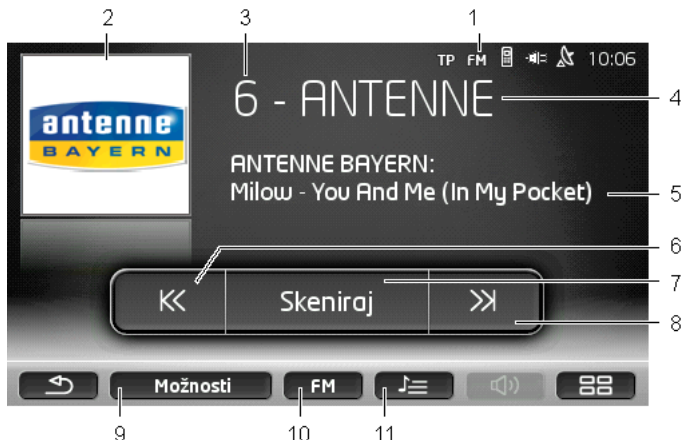 2 3 1
TP FM 10:06
6 - ANTENNE
4
antenne
BAYERN
ANTENNE BAYERN:
Milow - You And Me (In My Pocket)
5
6
Skeniraj
7
8
Možnosti FM
9 10 11